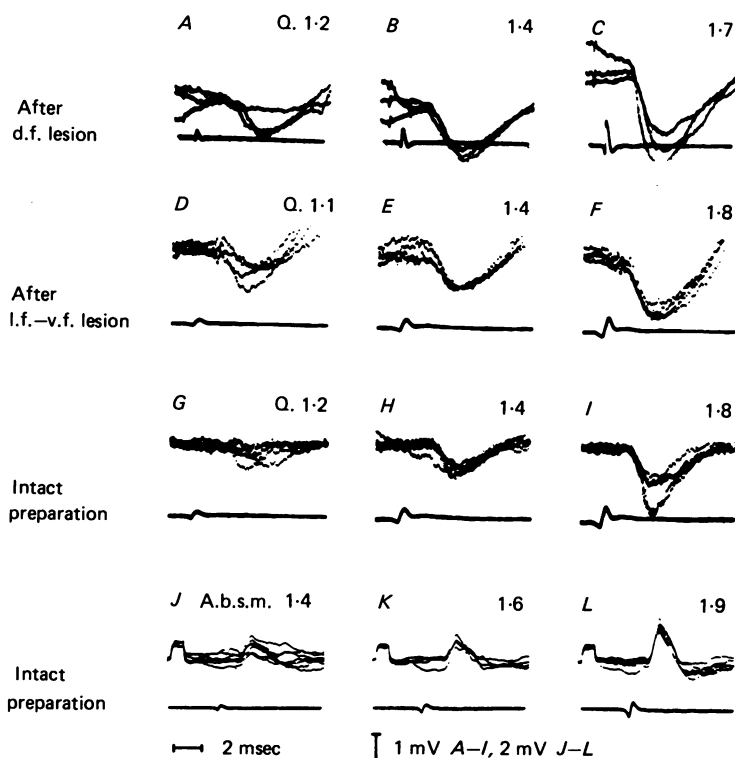 A Q. 1·2 B 1·4 C 1·7
After
d.f. lesion
D Q. 1·1 E 1·4 F 1·8
After
l.f.–v.f. lesion
G Q. 1·2 H 1·4 I 1·8
Intact
preparation
J A.b.s.m. 1·4 K 1·6 L 1·9
Intact
preparation
2 msec 1 mV A–I, 2 mV J–L